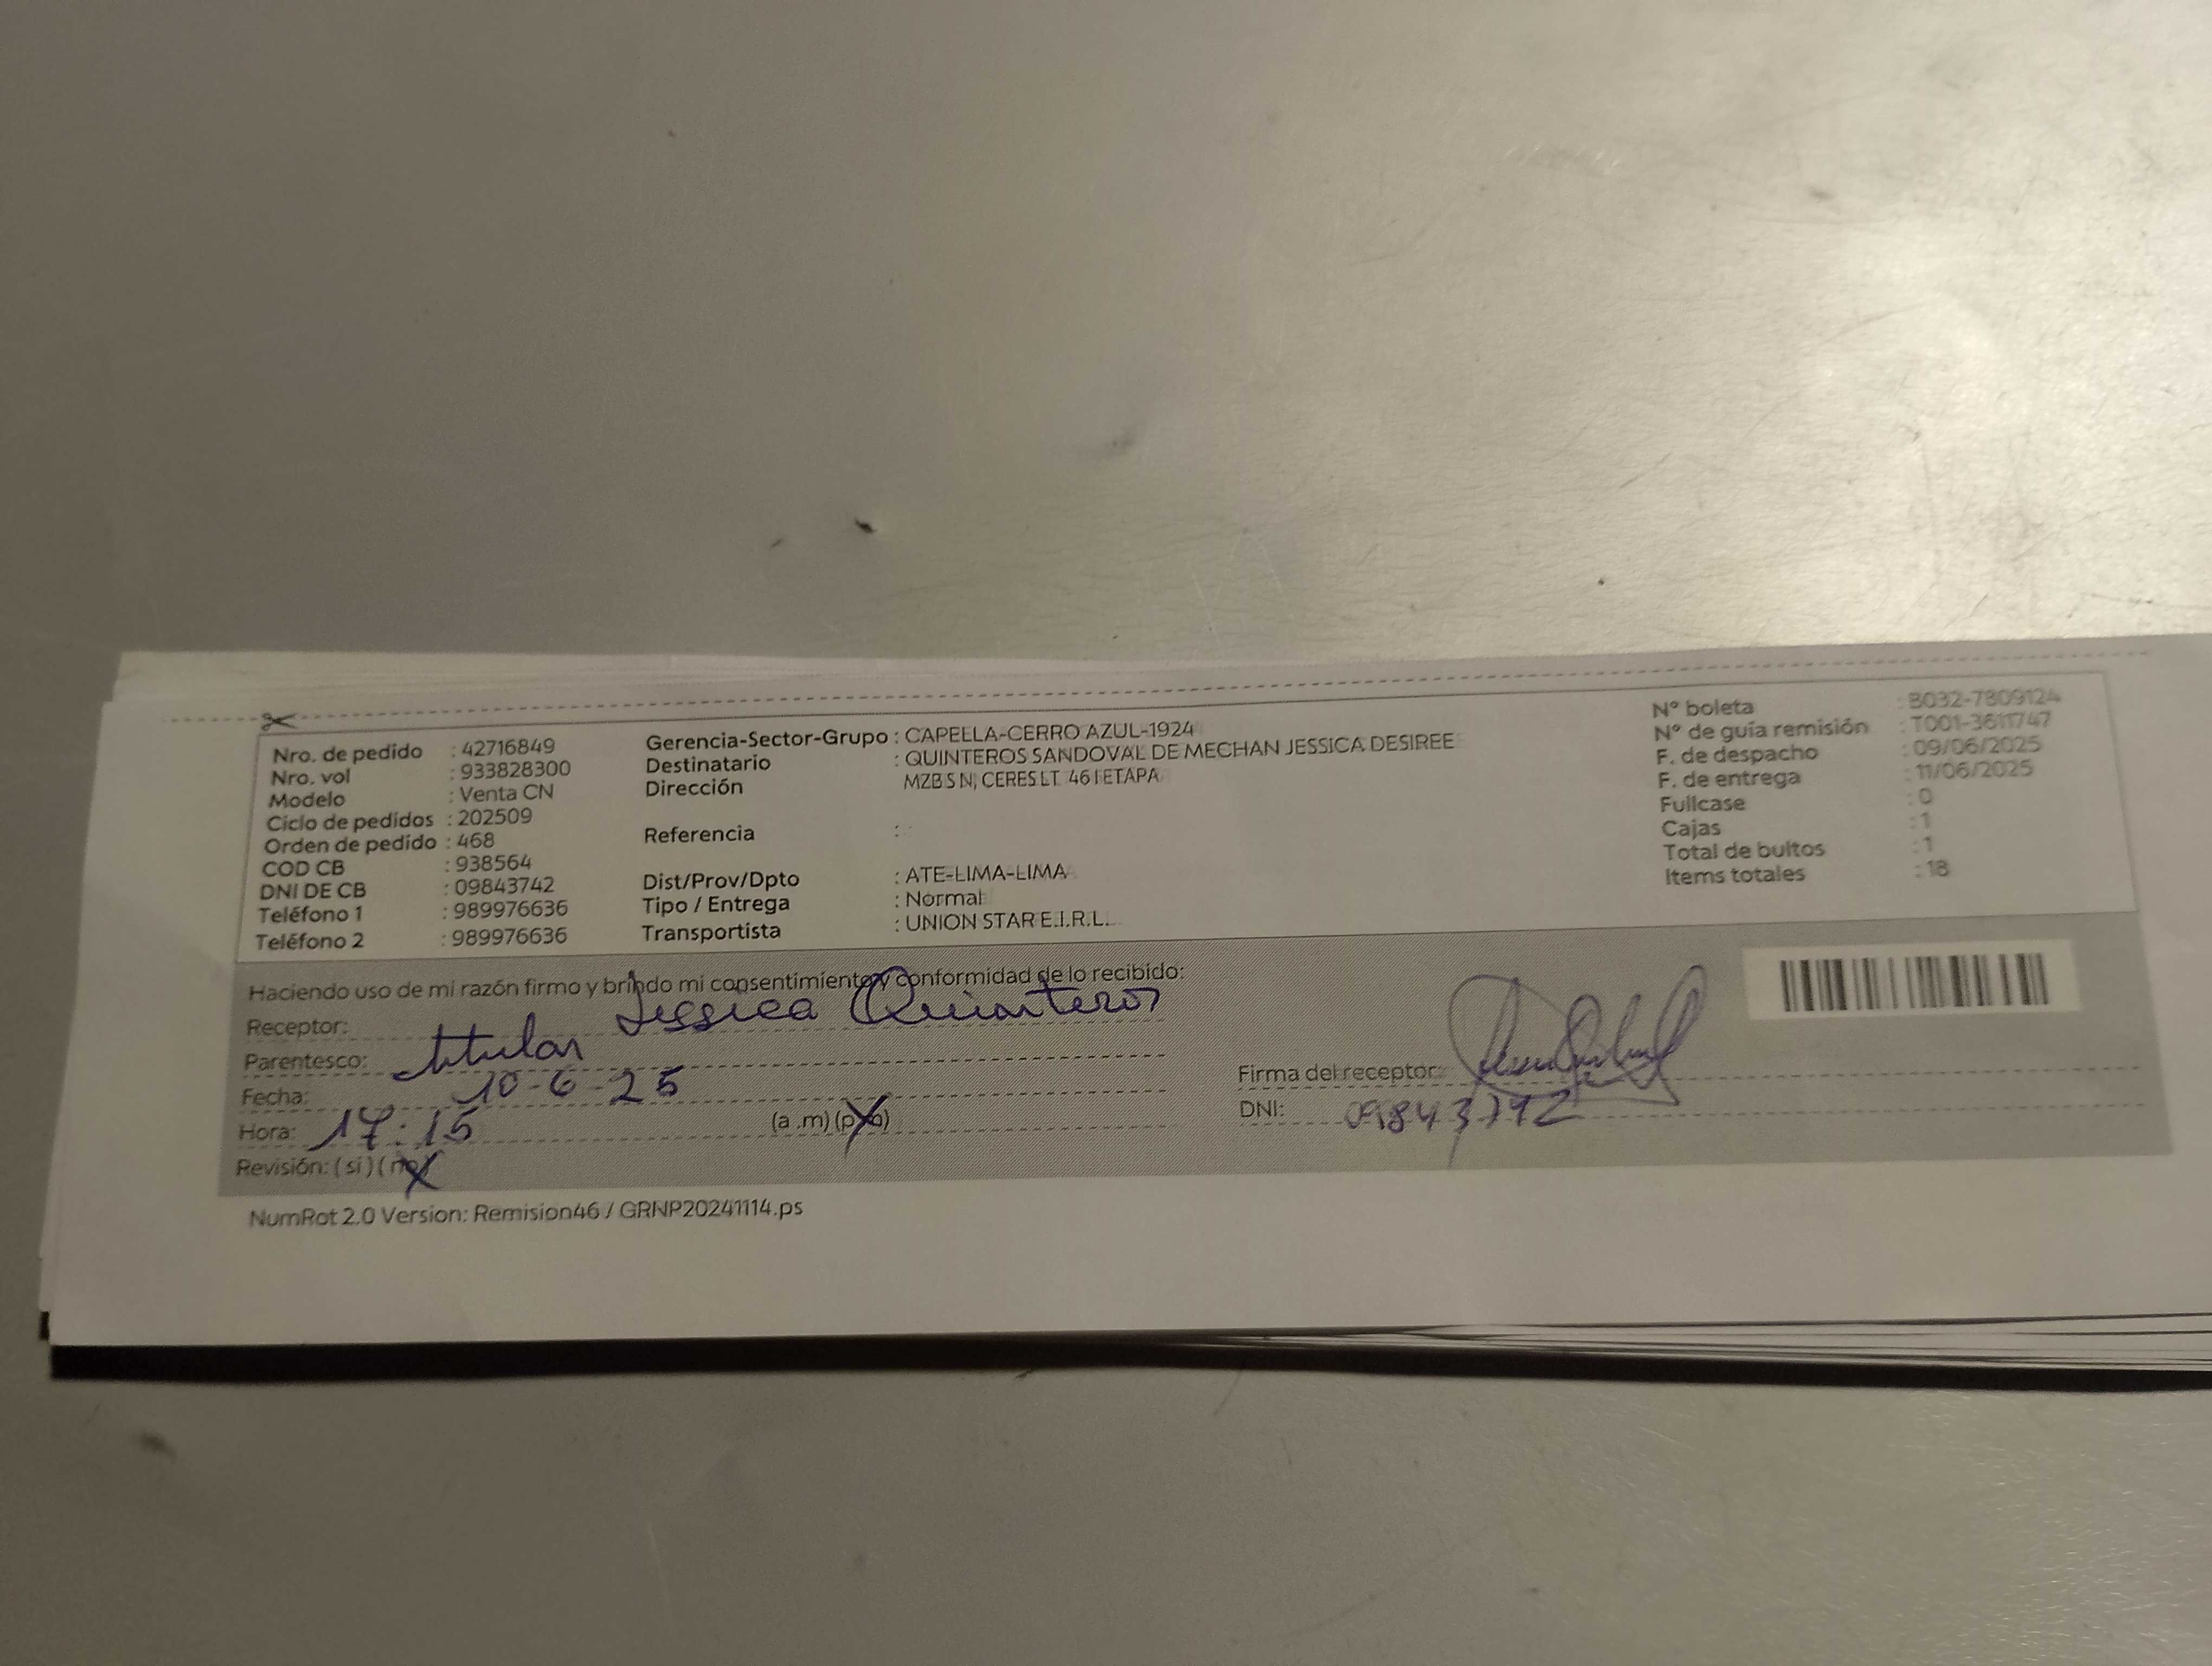 Nro. de pedido : 42716849
Nro. vol : 933828300
Modelo : Venta CN
Ciclo de pedidos : 202509
Orden de pedido : 468
COD CB : 938564
DNI DE CB : 09843742
Teléfono 1 : 989976636
Teléfono 2 : 989976636
Gerencia-Sector-Grupo : CAPELLA-CERRO AZUL-1924
Destinatario : QUINTEROS SANDOVAL DE MECHAN JESSICA DESIREE
Dirección MZB S N, CERES LT 46 I ETAPA
Referencia :
Dist/Prov/Dpto : ATE-LIMA-LIMA
Tipo / Entrega : Normal
Transportista : UNION STAR E.I.R.L.
N° boleta : B032-7809124
N° de guía remisión : T001-3611747
F. de despacho : 09/06/2025
F. de entrega : 11/06/2025
Fullcase : 0
Cajas : 1
Total de bultos : 1
Items totales : 18
Haciendo uso de mi razón firmo y brindo mi consentimiento y conformidad de lo recibido:
Receptor: Jessica Quinteros
Parentesco: titular
Fecha: 10-6-25
Hora: 17:15 (a.m) (p.m)
Revisión: (si) (no)
Firma del receptor:
DNI: 09843742
NumRot 2.0 Version: Remision46 / GRNP20241114.ps